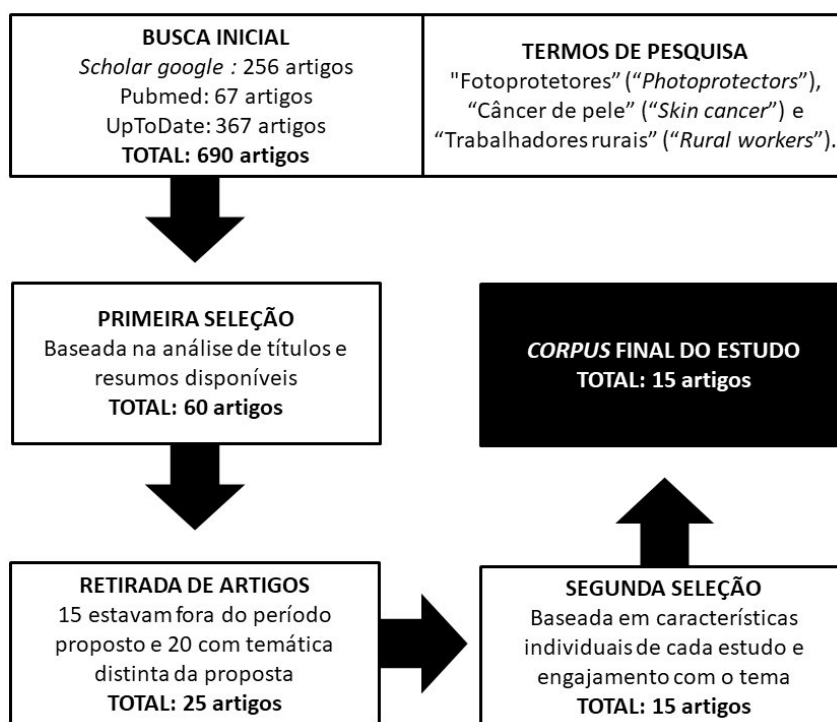 BUSCA INICIAL
Scholar google : 256 artigos
Pubmed: 67 artigos
UpToDate: 367 artigos
TOTAL: 690 artigos
TERMOS DE PESQUISA
"Fotoprotetores” (“Photoprotectors”),
“Câncer de pele” (“Skin cancer”) e
“Trabalhadores rurais” (“Rural workers”).
PRIMEIRA SELEÇÃO
Baseada na análise de títulos e
resumos disponíveis
TOTAL: 60 artigos
CORPUS FINAL DO ESTUDO
TOTAL: 15 artigos
RETIRADA DE ARTIGOS
15 estavam fora do período
proposto e 20 com temática
distinta da proposta
TOTAL: 25 artigos
SEGUNDA SELEÇÃO
Baseada em características
individuais de cada estudo e
engajamento com o tema
TOTAL: 15 artigos